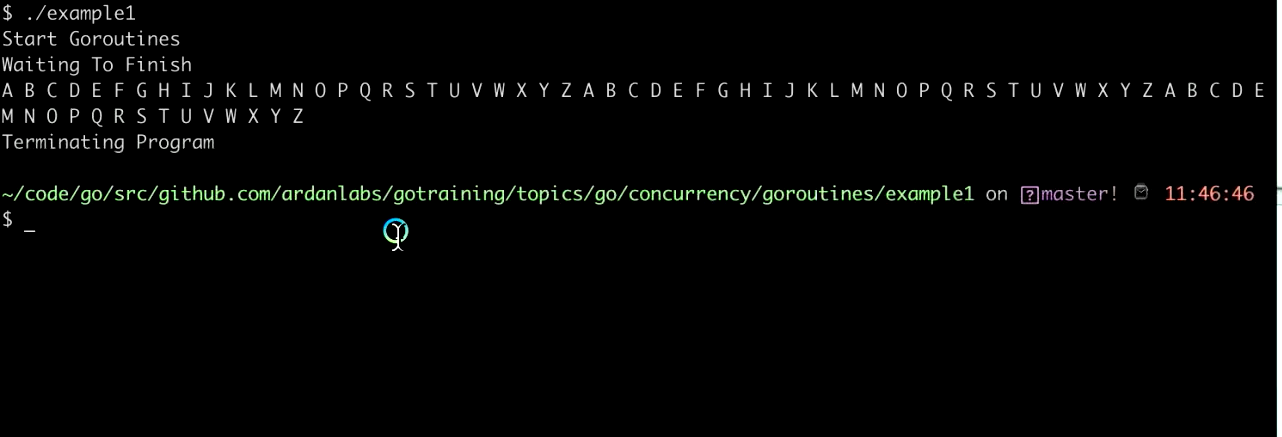 $ ./example1
Start Goroutines
Waiting To Finish
A B C D E F G H I J K L M N O P Q R S T U V W X Y Z A B C D E F G H I J K L M N O P Q R S T U V W X Y Z A B C D E
M N O P Q R S T U V W X Y Z
Terminating Program
~/code/go/src/github.com/ardanlabs/gotraining/topics/go/concurrency/goroutines/example1 on ?master! 11:46:46
$ _